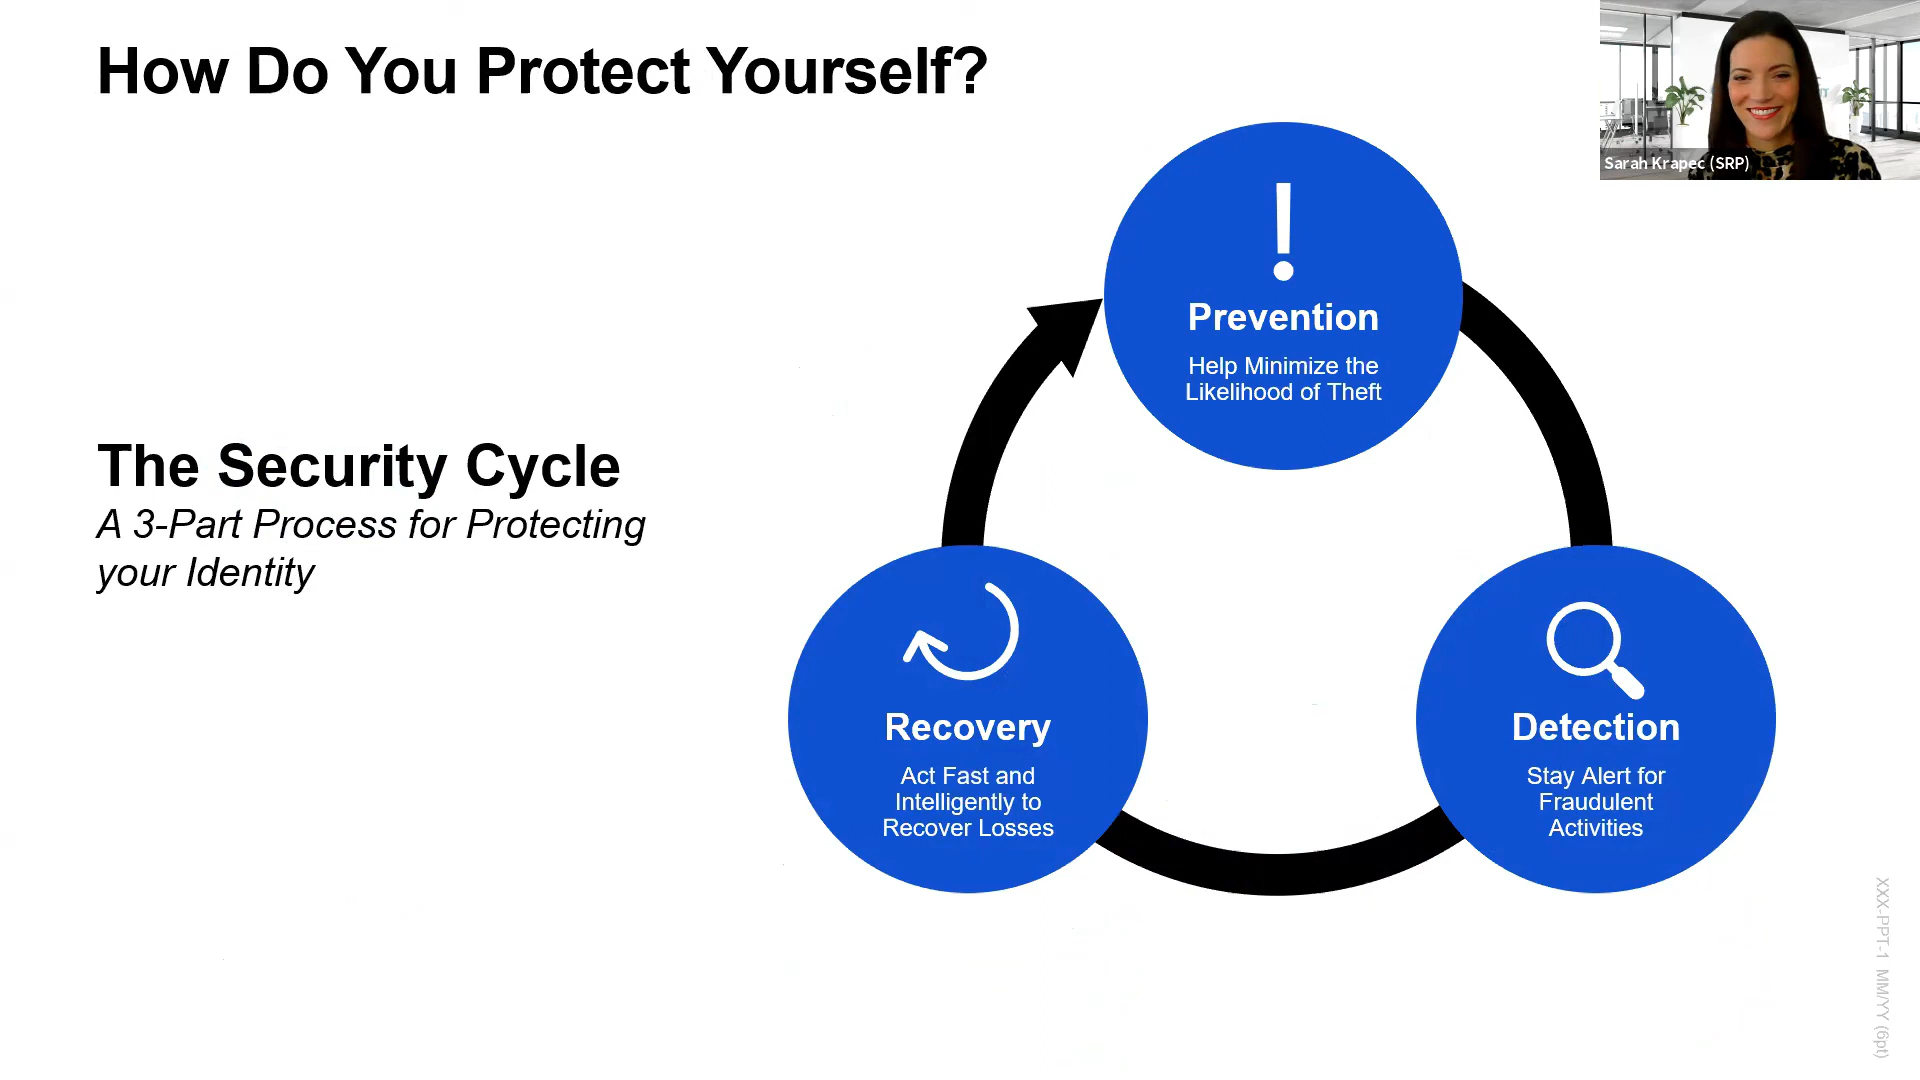 How Do You Protect Yourself?
Sarah Krapec (SRP)
Prevention
Help Minimize the
Likelihood of Theft
The Security Cycle
A 3-Part Process for Protecting
your Identity
Recovery
Act Fast and
Intelligently to
Recover Losses
Detection
Stay Alert for
Fraudulent
Activities
XXX-PPT-1 MM/YY (6pt)